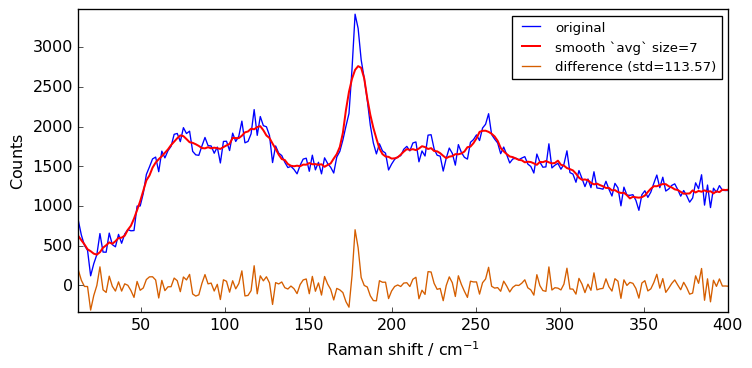 original
smooth `avg` size=7
difference (std=113.57)
Counts
3000
2500
2000
1500
1000
500
0
50 100 150 200 250 300 350 400
Raman shift / cm⁻¹